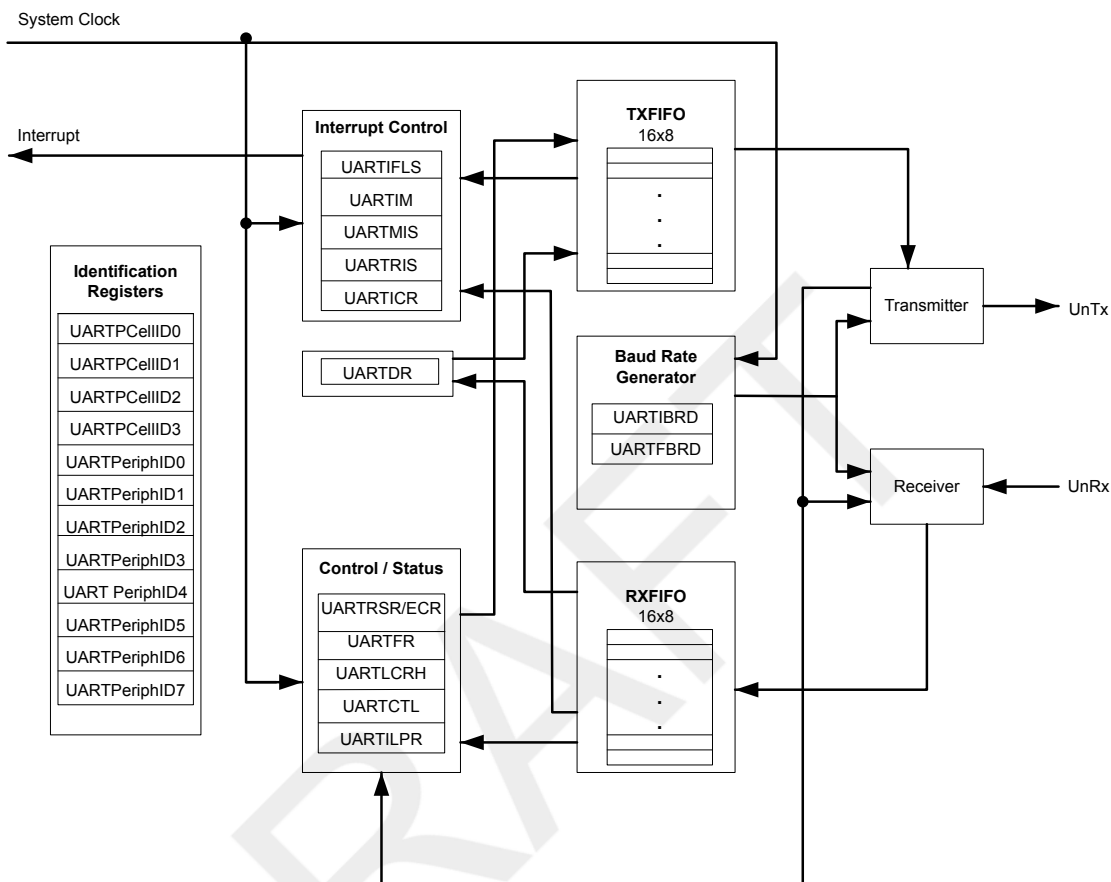 System Clock
Interrupt
Interrupt Control
UARTIFLS
UARTIM
UARTMIS
UARTRIS
UARTICR
TXFIFO
16x8
.
.
.
Identification
Registers
UARTPCellID0
UARTPCellID1
UARTPCellID2
UARTPCellID3
UARTPeriphID0
UARTPeriphID1
UARTPeriphID2
UARTPeriphID3
UART PeriphID4
UARTPeriphID5
UARTPeriphID6
UARTPeriphID7
UARTDR
Baud Rate
Generator
UARTIBRD
UARTFBRD
Transmitter
UnTx
Receiver
UnRx
Control / Status
UARTRSR/ECR
UARTFR
UARTLCRH
UARTCTL
UARTILPR
RXFIFO
16x8
.
.
.
RAFT